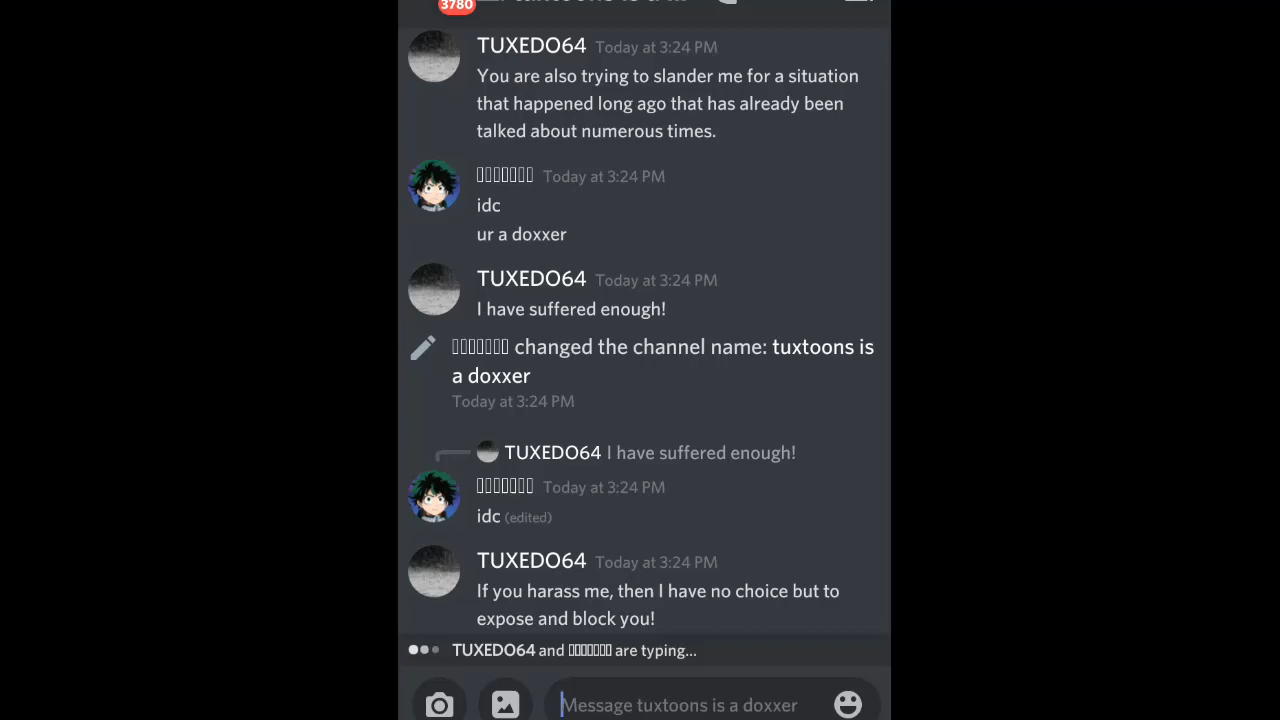 3780
TUXEDO64 Today at 3:24 PM
You are also trying to slander me for a situation
that happened long ago that has already been
talked about numerous times.
Today at 3:24 PM
idc
ur a doxxer
TUXEDO64 Today at 3:24 PM
I have suffered enough!
changed the channel name: tuxtoons is
a doxxer
Today at 3:24 PM
TUXEDO64 I have suffered enough!
Today at 3:24 PM
idc (edited)
TUXEDO64 Today at 3:24 PM
If you harass me, then I have no choice but to
expose and block you!
TUXEDO64 and are typing...
Message tuxtoons is a doxxer